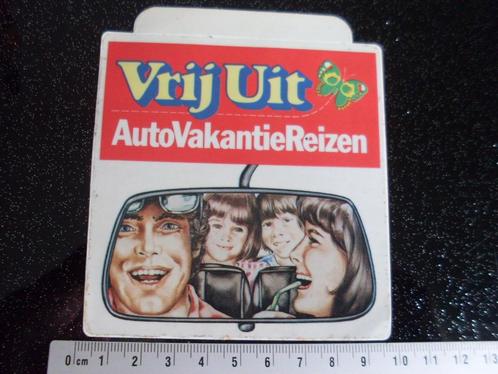 Vrij Uit
AutoVakantieReizen
0 cm 1 2 3 4 5 6 7 8 9 10 11 12 13